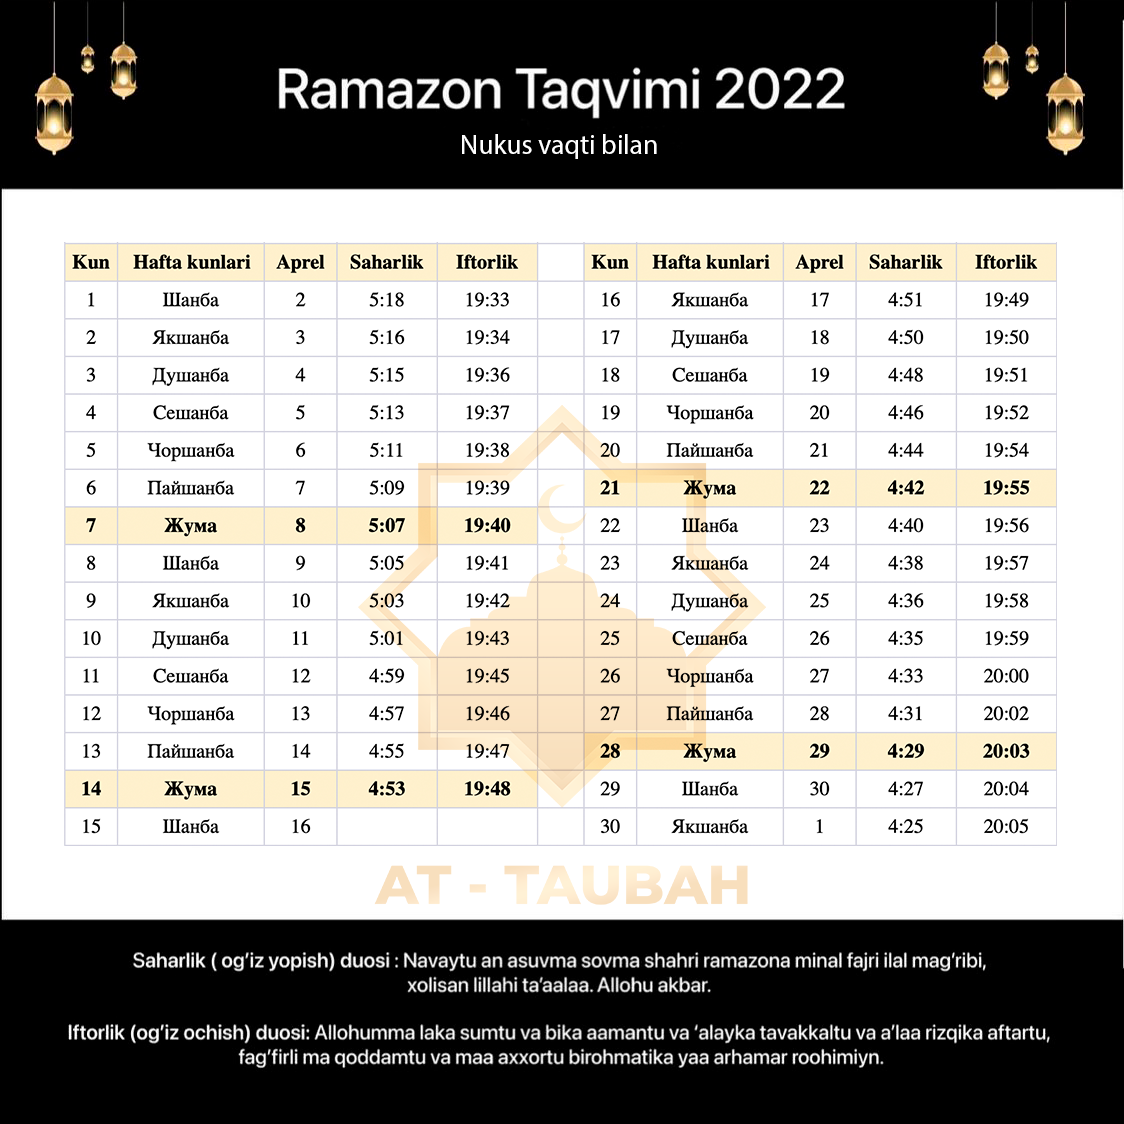 Ramazon Taqvimi 2022
Nukus vaqti bilan
Kun Hafta kunlari Aprel Saharlik Iftorlik Kun Hafta kunlari Aprel Saharlik Iftorlik
1 Шанба 2 5:18 19:33 16 Якшанба 17 4:51 19:49
2 Якшанба 3 5:16 19:34 17 Душанба 18 4:50 19:50
3 Душанба 4 5:15 19:36 18 Сешанба 19 4:48 19:51
4 Сешанба 5 5:13 19:37 19 Чоршанба 20 4:46 19:52
5 Чоршанба 6 5:11 19:38 20 Пайшанба 21 4:44 19:54
6 Пайшанба 7 5:09 19:39 21 Жума 22 4:42 19:55
7 Жума 8 5:07 19:40 22 Шанба 23 4:40 19:56
8 Шанба 9 5:05 19:41 23 Якшанба 24 4:38 19:57
9 Якшанба 10 5:03 19:42 24 Душанба 25 4:36 19:58
10 Душанба 11 5:01 19:43 25 Сешанба 26 4:35 19:59
11 Сешанба 12 4:59 19:45 26 Чоршанба 27 4:33 20:00
12 Чоршанба 13 4:57 19:46 27 Пайшанба 28 4:31 20:02
13 Пайшанба 14 4:55 19:47 28 Жума 29 4:29 20:03
14 Жума 15 4:53 19:48 29 Шанба 30 4:27 20:04
15 Шанба 16 30 Якшанба 1 4:25 20:05
AT - TAUBAH
Saharlik ( og‘iz yopish) duosi : Navaytu an asuvma sovma shahri ramazona minal fajri ilal mag‘ribi,
xolisan lillahi ta’aalaa. Allohu akbar.
Iftorlik (og‘iz ochish) duosi: Allohumma laka sumtu va bika aamantu va ‘alayka tavakkaltu va a’laa rizqika aftartu,
fag‘firli ma qoddamtu va maa axxortu birohmatika yaa arhamar roohimiyn.